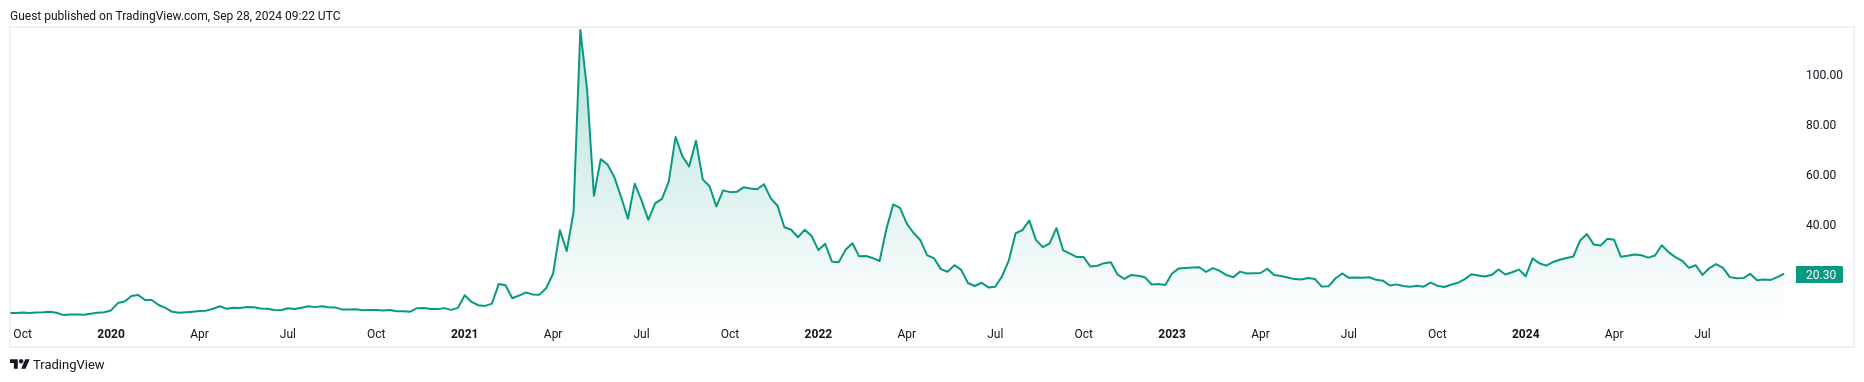 Guest published on TradingView.com, Sep 28, 2024 09:22 UTC
100.00
80.00
60.00
40.00
20.30
Oct 2020 Apr Jul Oct 2021 Apr Jul Oct 2022 Apr Jul Oct 2023 Apr Jul Oct 2024 Apr Jul
TradingView